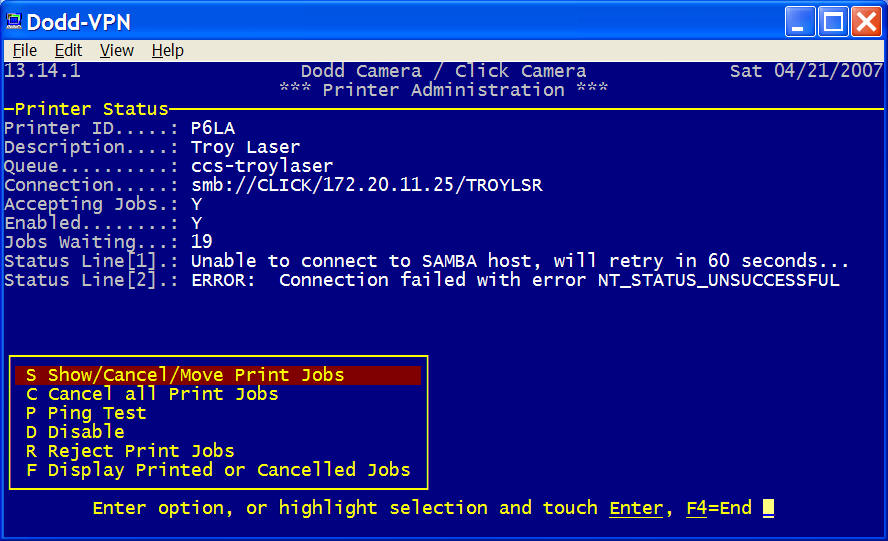 Dodd-VPN
File Edit View Help
13.14.1 Dodd Camera / Click Camera Sat 04/21/2007
*** Printer Administration ***
Printer Status
Printer ID.....: P6LA
Description....: Troy Laser
Queue..........: ccs-troylaser
Connection.....: smb://CLICK/172.20.11.25/TROYLSR
Accepting Jobs.: Y
Enabled........: Y
Jobs Waiting...: 19
Status Line[1].: Unable to connect to SAMBA host, will retry in 60 seconds...
Status Line[2].: ERROR:  Connection failed with error NT_STATUS_UNSUCCESSFUL
S Show/Cancel/Move Print Jobs
C Cancel all Print Jobs
P Ping Test
D Disable
R Reject Print Jobs
F Display Printed or Cancelled Jobs
Enter option, or highlight selection and touch Enter, F4=End